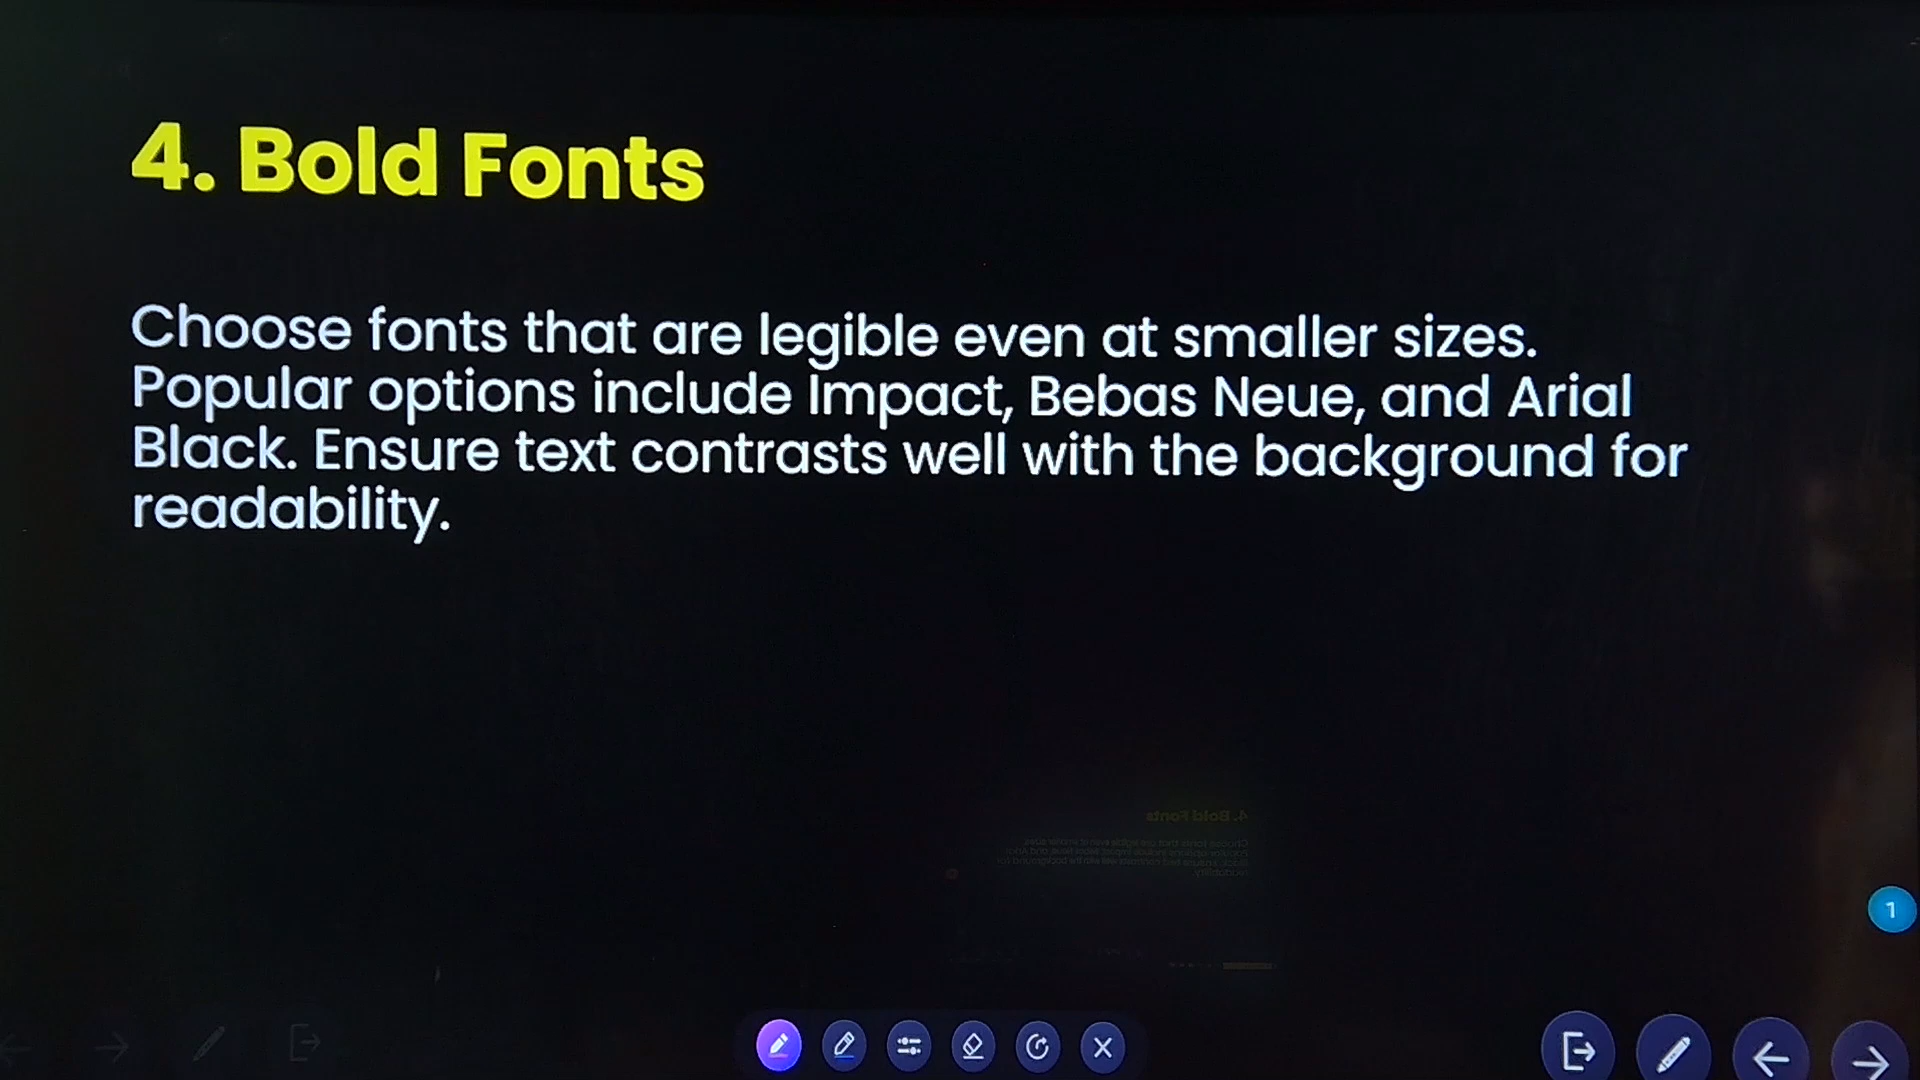 4. Bold Fonts
Choose fonts that are legible even at smaller sizes.
Popular options include Impact, Bebas Neue, and Arial
Black. Ensure text contrasts well with the background for
readability.
1